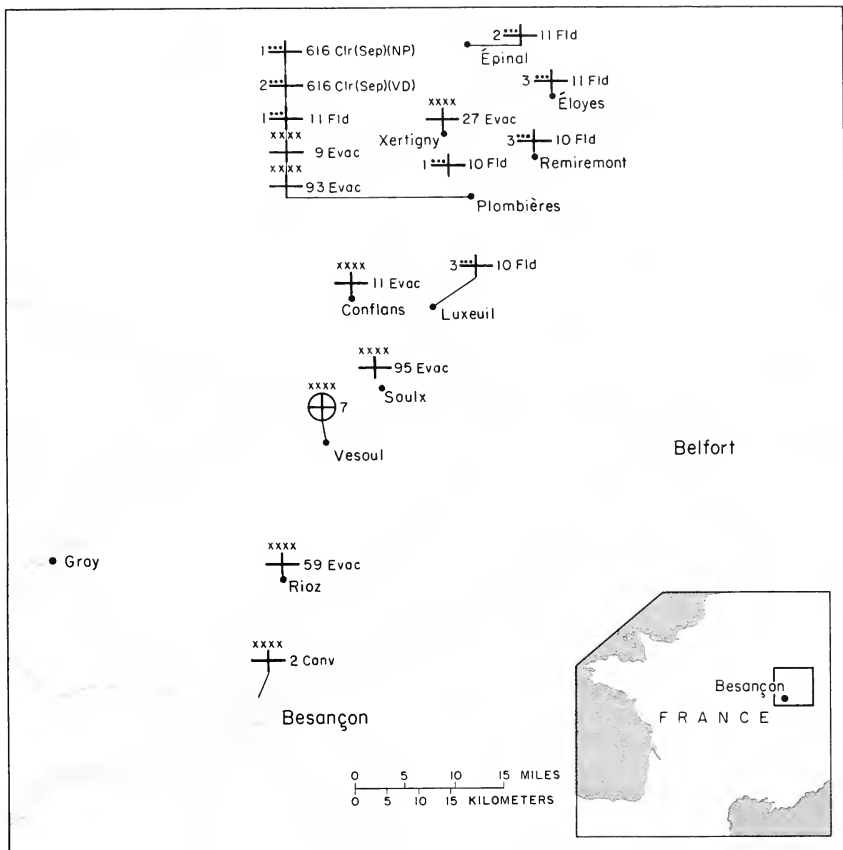 1 616 Clr(Sep)(NP)
2 11 Fld
Épinal
2 616 Clr(Sep)(VD)
3 11 Fld
Éloyes
1 11 Fld
XXXX
27 Evac
Xertigny
XXXX
9 Evac
3 10 Fld
Remiremont
1 10 Fld
XXXX
93 Evac
Plombières
XXXX
11 Evac
Conflans
3 10 Fld
Luxeuil
XXXX
95 Evac
Soulx
XXXX
7
Vesoul
Belfort
Gray
XXXX
59 Evac
Rioz
XXXX
2 Conv
Besançon
Besançon
FRANCE
0 5 10 15 MILES
0 5 10 15 KILOMETERS